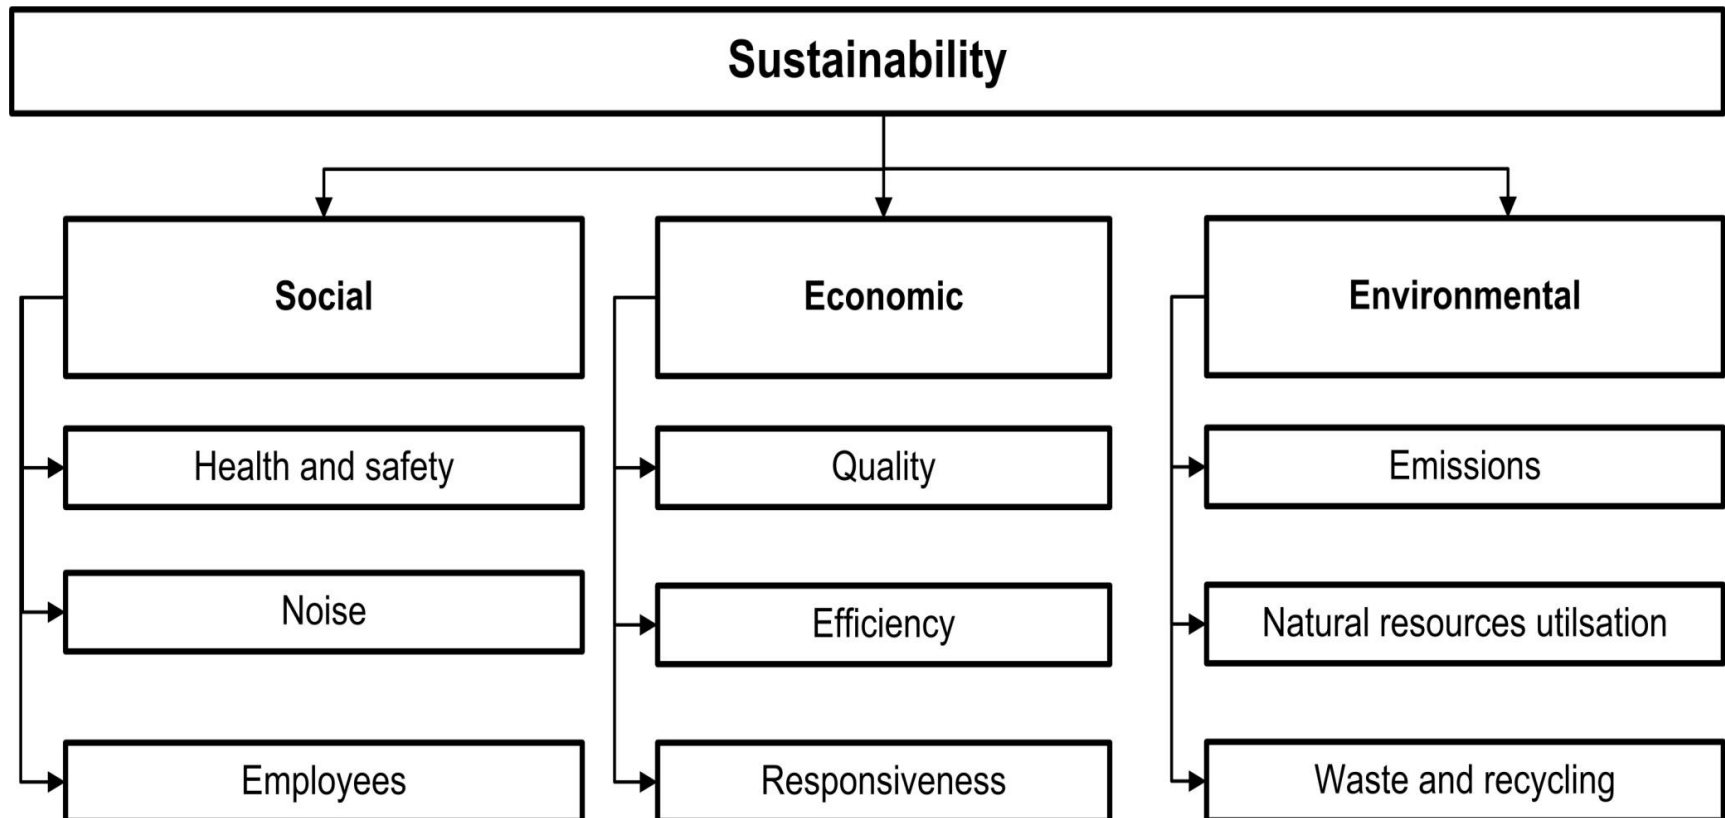 Sustainability
Social
Economic
Environmental
Health and safety
Quality
Emissions
Noise
Efficiency
Natural resources utilsation
Employees
Responsiveness
Waste and recycling